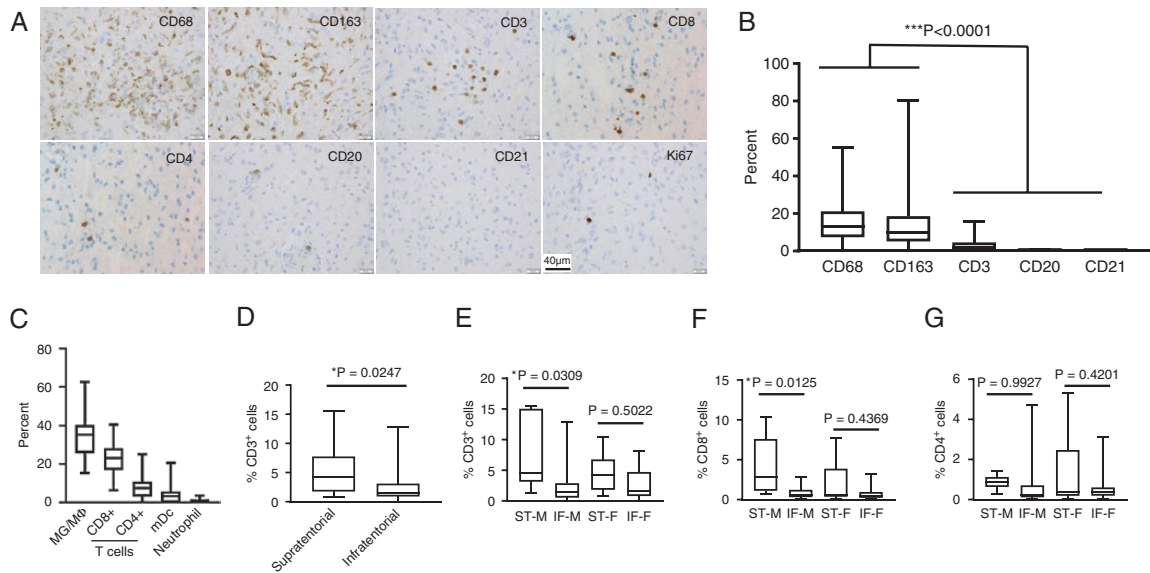 A
CD68
CD163
CD3
CD8
CD4
CD20
CD21
Ki67
40µm
B
***P<0.0001
Percent
100
80
60
40
20
0
CD68 CD163 CD3 CD20 CD21
C
Percent
80
60
40
20
0
MG/MΦ CD8+ CD4+ mDc Neutrophil
T cells
D
*P = 0.0247
% CD3+ cells
20
15
10
5
0
Supratentorial Infratentorial
E
*P = 0.0309
P = 0.5022
% CD3+ cells
20
15
10
5
0
ST-M IF-M ST-F IF-F
F
*P = 0.0125
P = 0.4369
% CD8+ cells
15
10
5
0
ST-M IF-M ST-F IF-F
G
P = 0.9927
P = 0.4201
% CD4+ cells
6
4
2
0
ST-M IF-M ST-F IF-F